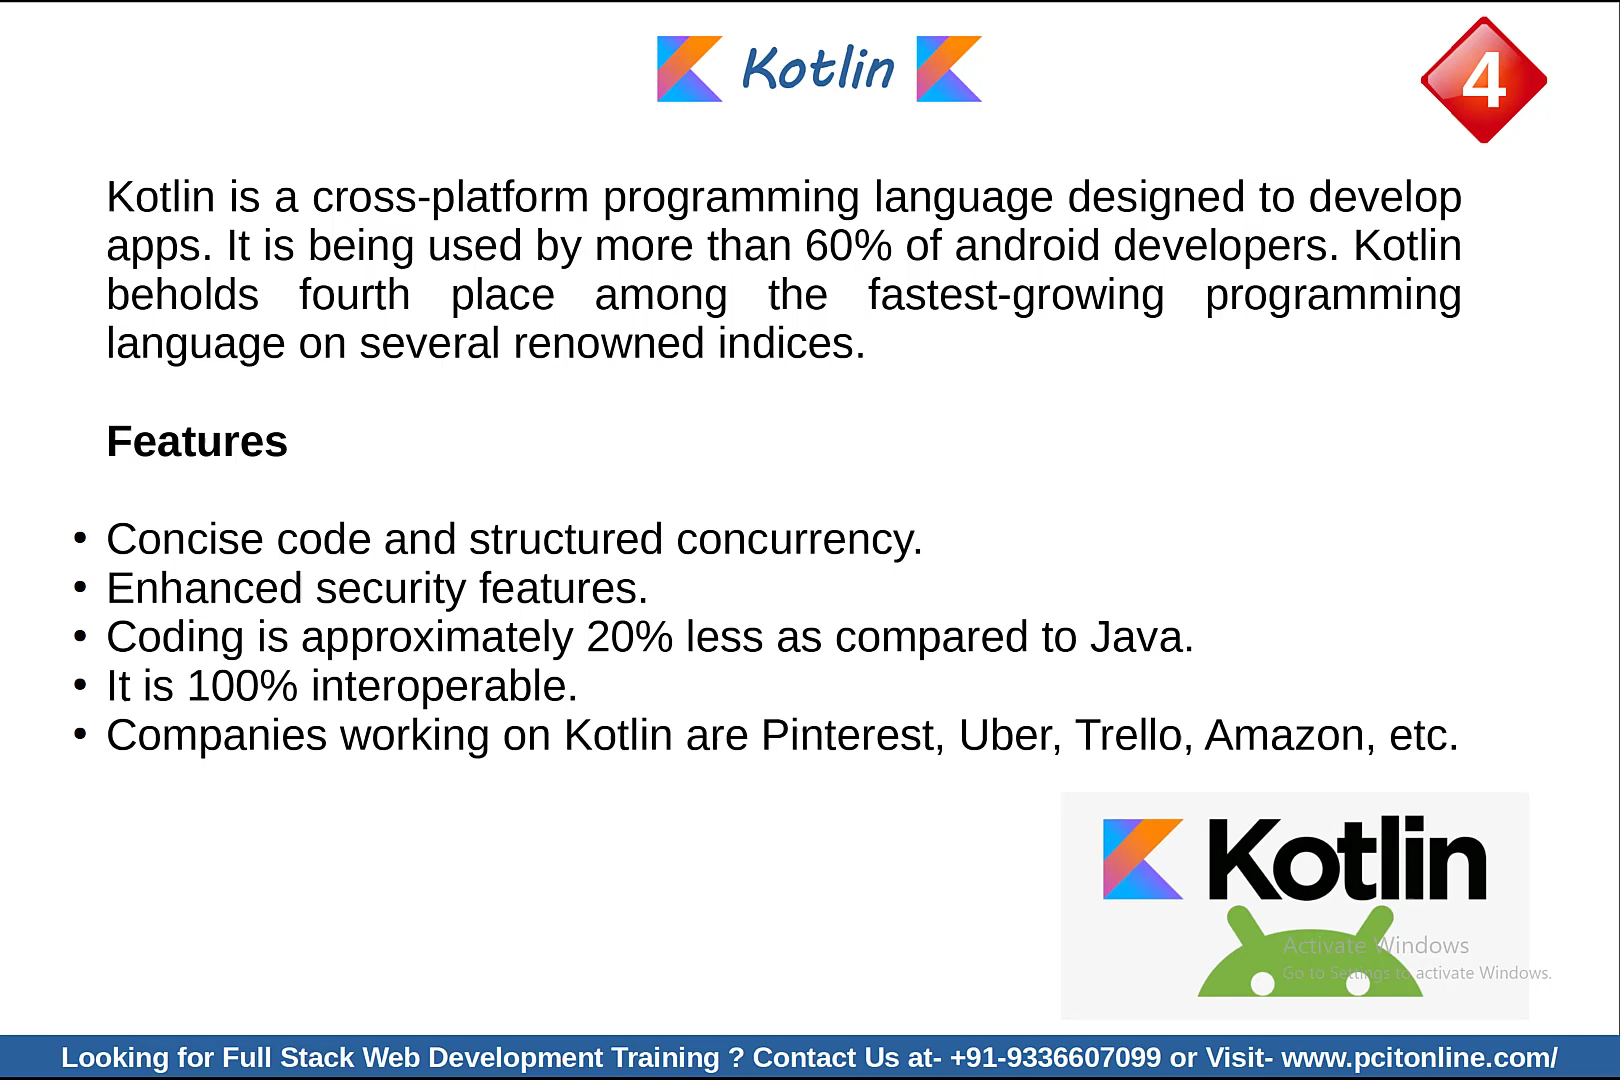 Kotlin
4
Kotlin is a cross-platform programming language designed to develop
apps. It is being used by more than 60% of android developers. Kotlin
beholds fourth place among the fastest-growing programming
language on several renowned indices.
Features
• Concise code and structured concurrency.
• Enhanced security features.
• Coding is approximately 20% less as compared to Java.
• It is 100% interoperable.
• Companies working on Kotlin are Pinterest, Uber, Trello, Amazon, etc.
Kotlin
Activate Windows
Go to Settings to activate Windows.
Looking for Full Stack Web Development Training ? Contact Us at- +91-9336607099 or Visit- www.pcitonline.com/